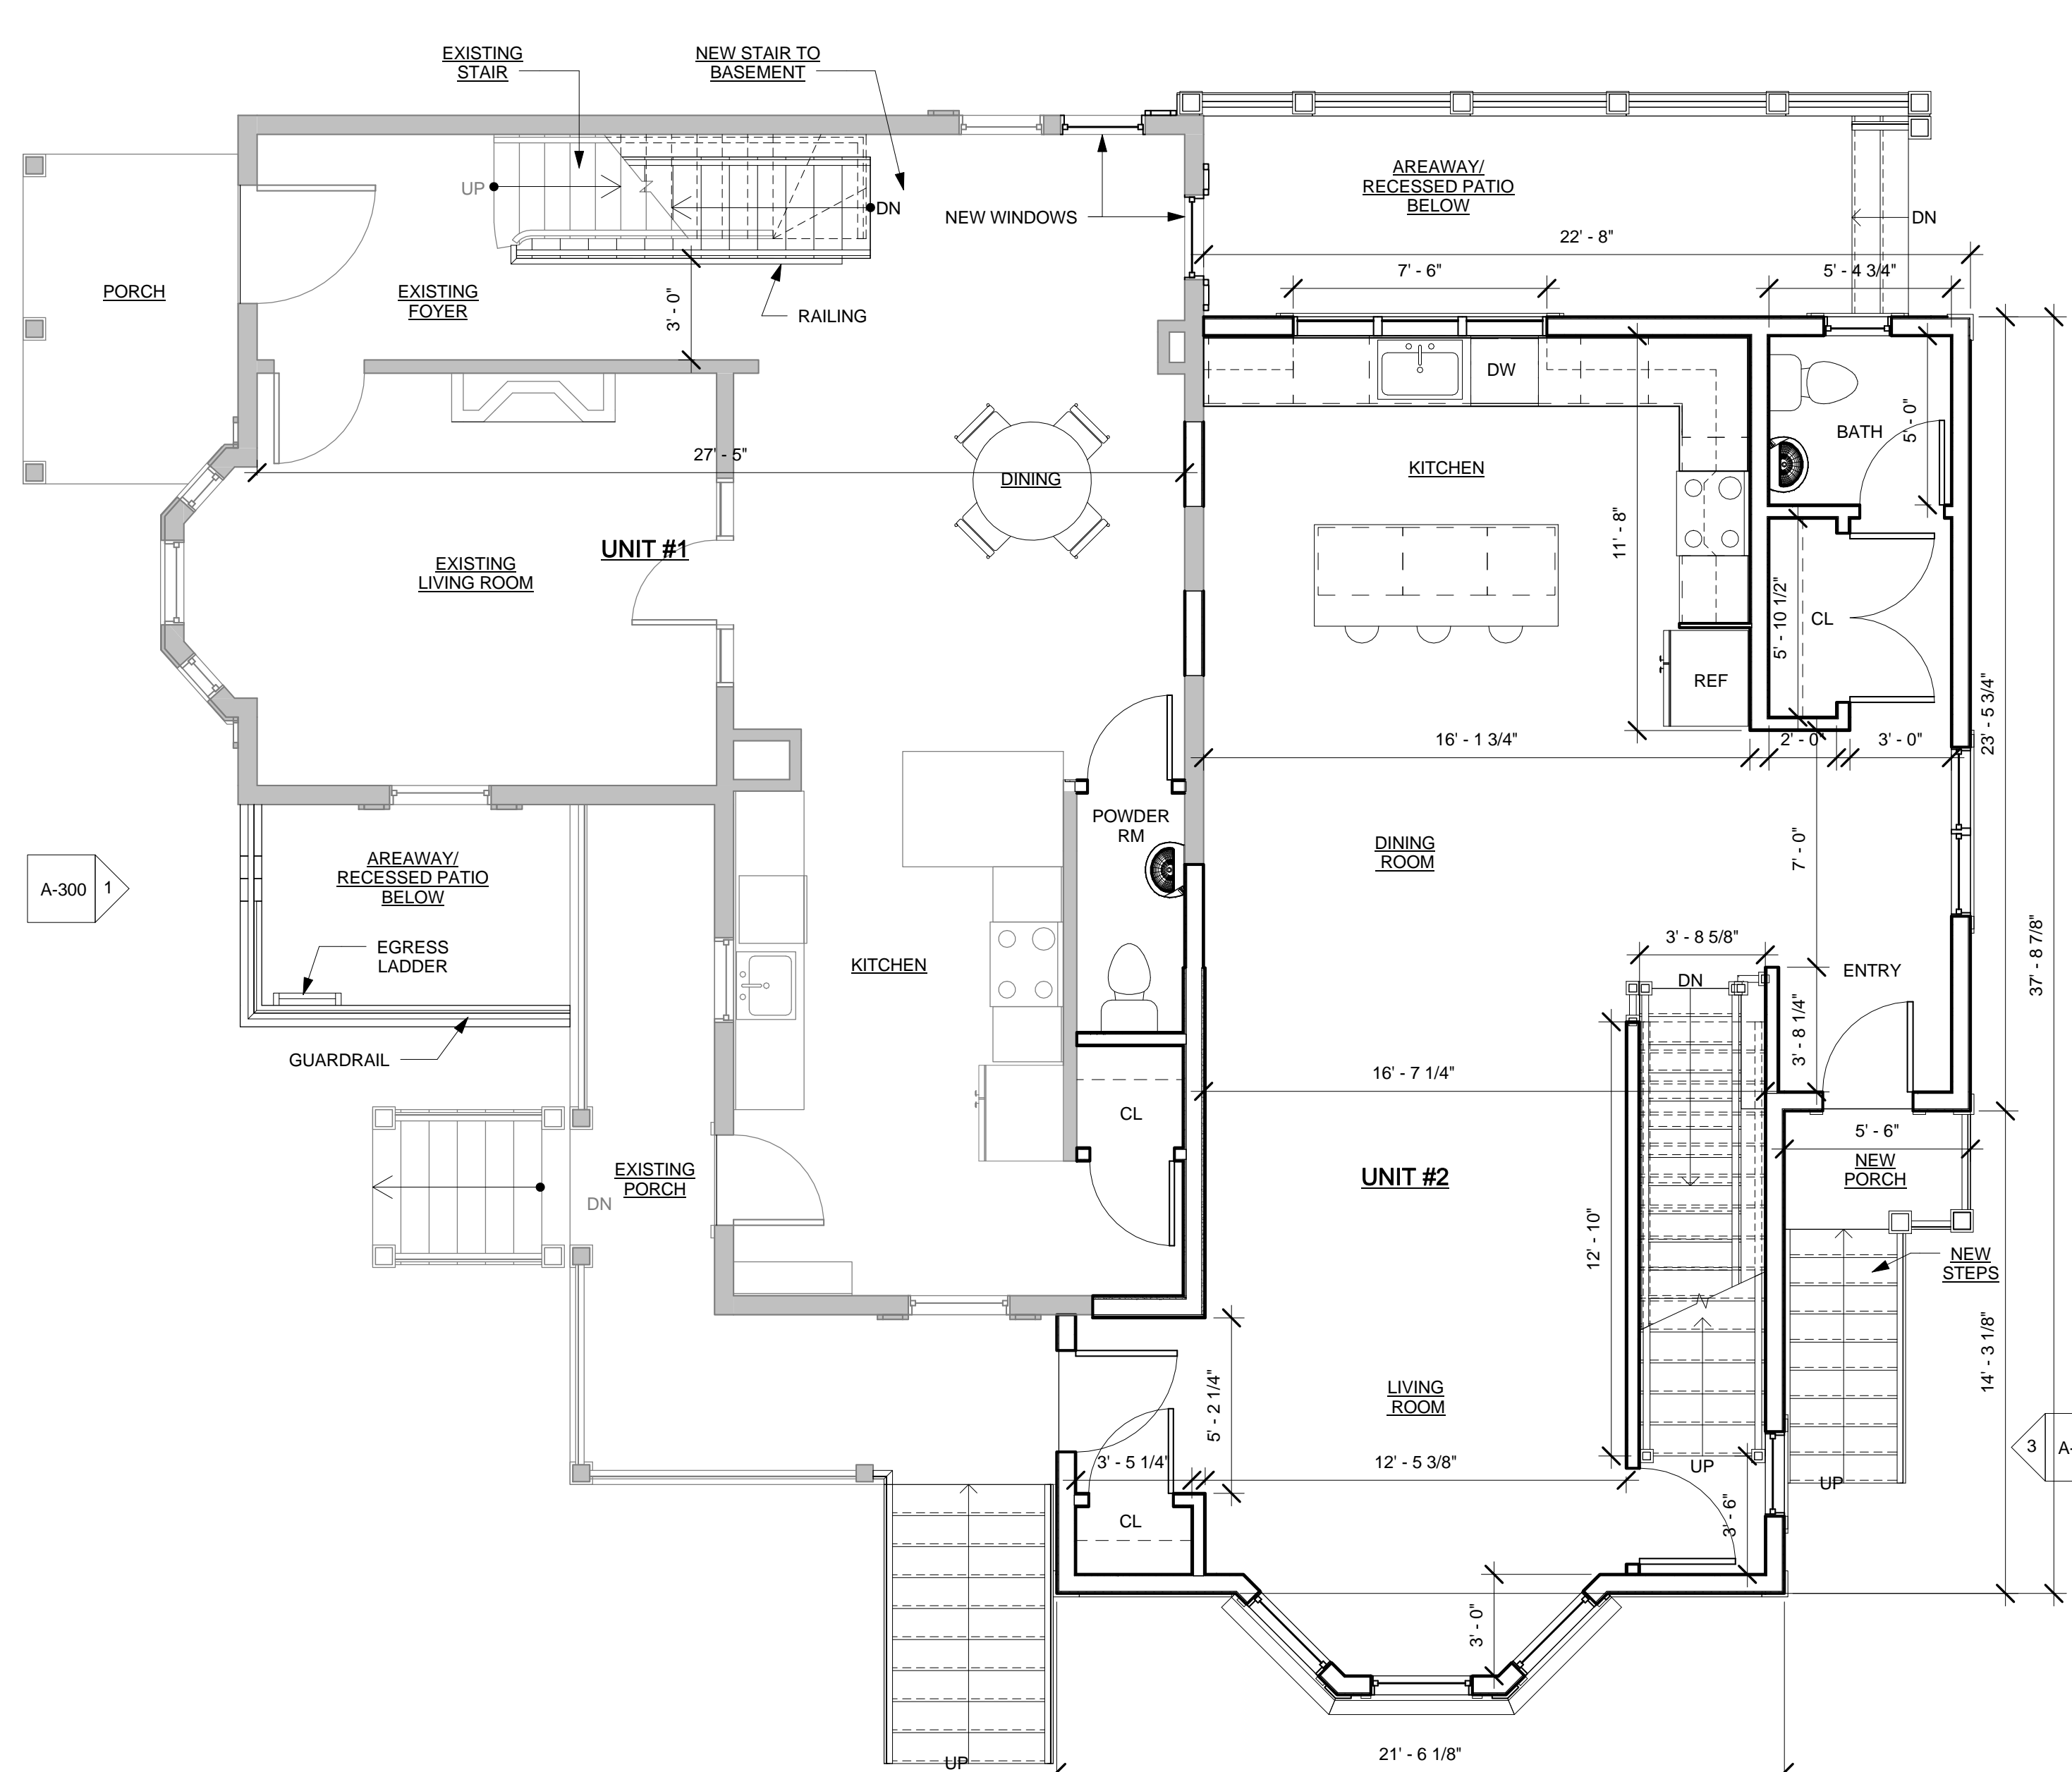 EXISTING
STAIR
NEW STAIR TO
BASEMENT
UP
DN
NEW WINDOWS
AREAWAY/
RECESSED PATIO
BELOW
DN
22' - 8"
7' - 6"
5' - 4 3/4"
PORCH
EXISTING
FOYER
3' - 0"
RAILING
DW
BATH
5' - 0"
27' - 5"
DINING
KITCHEN
11' - 8"
UNIT #1
EXISTING
LIVING ROOM
5' - 10 1/2"
CL
REF
23' - 5 3/4"
16' - 1 3/4"
2' - 0"
3' - 0"
POWDER
RM
DINING
ROOM
7' - 0"
A-300
1
AREAWAY/
RECESSED PATIO
BELOW
EGRESS
LADDER
KITCHEN
3' - 8 5/8"
DN
ENTRY
37' - 8 7/8"
GUARDRAIL
3' - 8 1/4"
16' - 7 1/4"
CL
5' - 6"
NEW
PORCH
EXISTING
PORCH
DN
UNIT #2
12' - 10"
NEW
STEPS
14' - 3 1/8"
LIVING
ROOM
5' - 2 1/4"
3' - 5 1/4"
12' - 5 3/8"
UP
UP
3
A-
CL
3' - 6"
3' - 0"
UP
21' - 6 1/8"